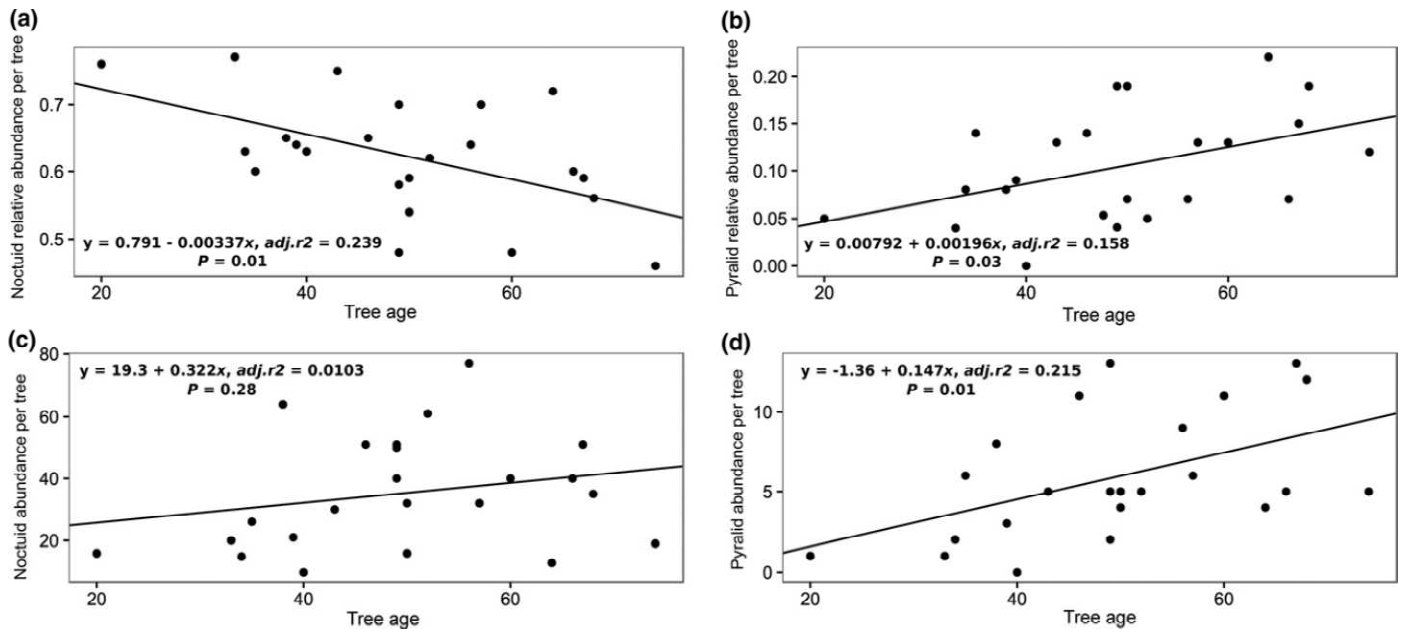 (a)
Noctuid relative abundance per tree
0.7
0.6
0.5
y = 0.791 - 0.00337x, adj.r2 = 0.239
P = 0.01
20
40
60
Tree age
(b)
Pyralid relative abundance per tree
0.20
0.15
0.10
0.05
0.00
y = 0.00792 + 0.00196x, adj.r2 = 0.158
P = 0.03
20
40
60
Tree age
(c)
Noctuid abundance per tree
80
60
40
20
y = 19.3 + 0.322x, adj.r2 = 0.0103
P = 0.28
20
40
60
Tree age
(d)
Pyralid abundance per tree
10
5
0
y = -1.36 + 0.147x, adj.r2 = 0.215
P = 0.01
20
40
60
Tree age